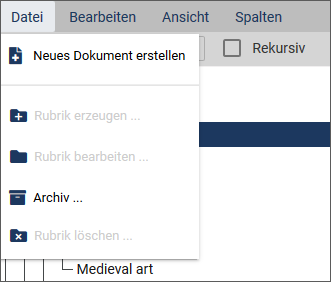 Datei Bearbeiten Ansicht Spalten
Rekursiv
Neues Dokument erstellen
Rubrik erzeugen ...
Rubrik bearbeiten ...
Archiv ...
Rubrik löschen ...
Medieval art